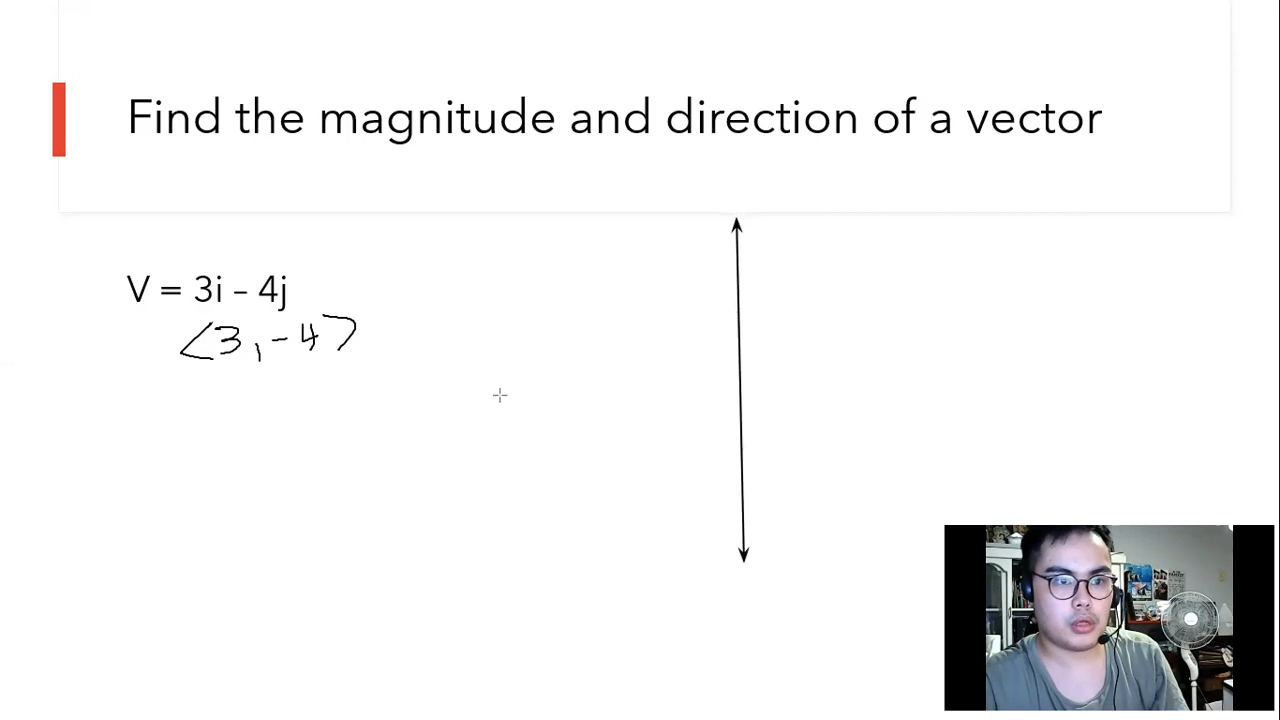 Find the magnitude and direction of a vector
V = 3i – 4j
⟨3, -4⟩